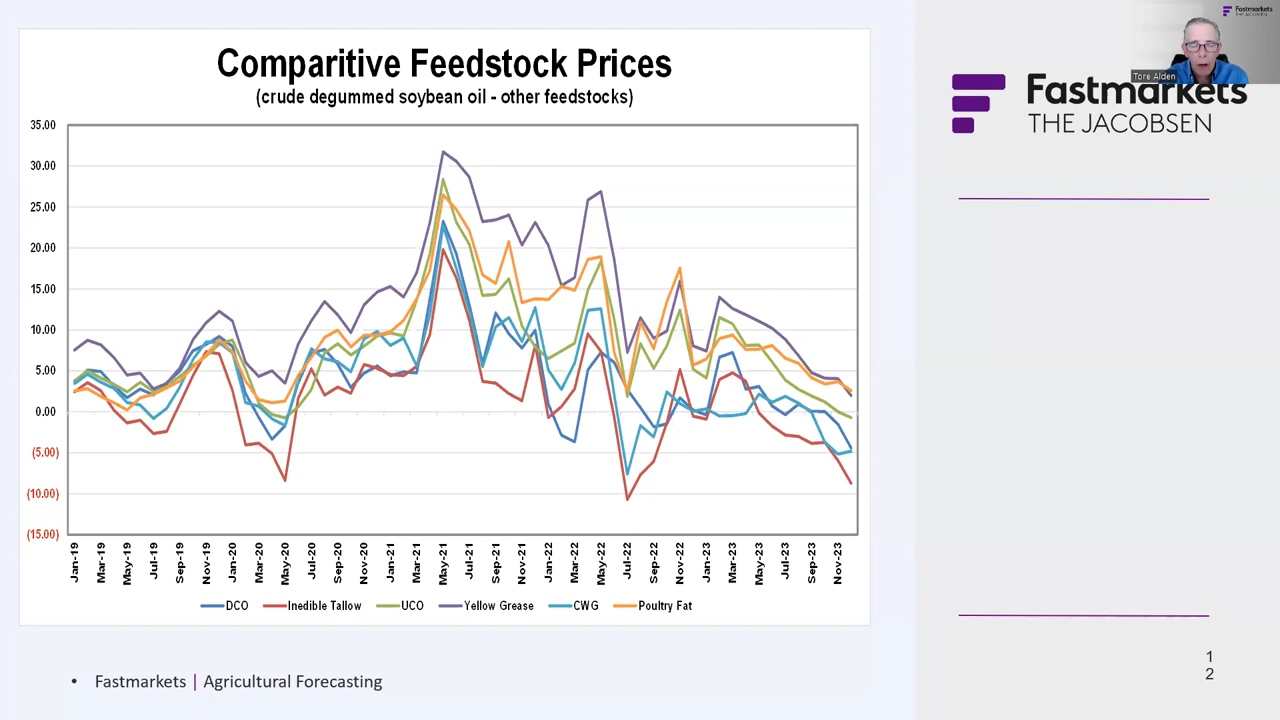 Comparitive Feedstock Prices
(crude degummed soybean oil - other feedstocks)
35.00
30.00
25.00
20.00
15.00
10.00
5.00
0.00
(5.00)
(10.00)
(15.00)
Jan-19
Mar-19
May-19
Jul-19
Sep-19
Nov-19
Jan-20
Mar-20
May-20
Jul-20
Sep-20
Nov-20
Jan-21
Mar-21
May-21
Jul-21
Sep-21
Nov-21
Jan-22
Mar-22
May-22
Jul-22
Sep-22
Nov-22
Jan-23
Mar-23
May-23
Jul-23
Sep-23
Nov-23
DCO Inedible Tallow UCO Yellow Grease CWG Poultry Fat
• Fastmarkets | Agricultural Forecasting
Fastmarkets
THE JACOBSEN
Tore Alden
Fastmarkets
THE JACOBSEN
1
2